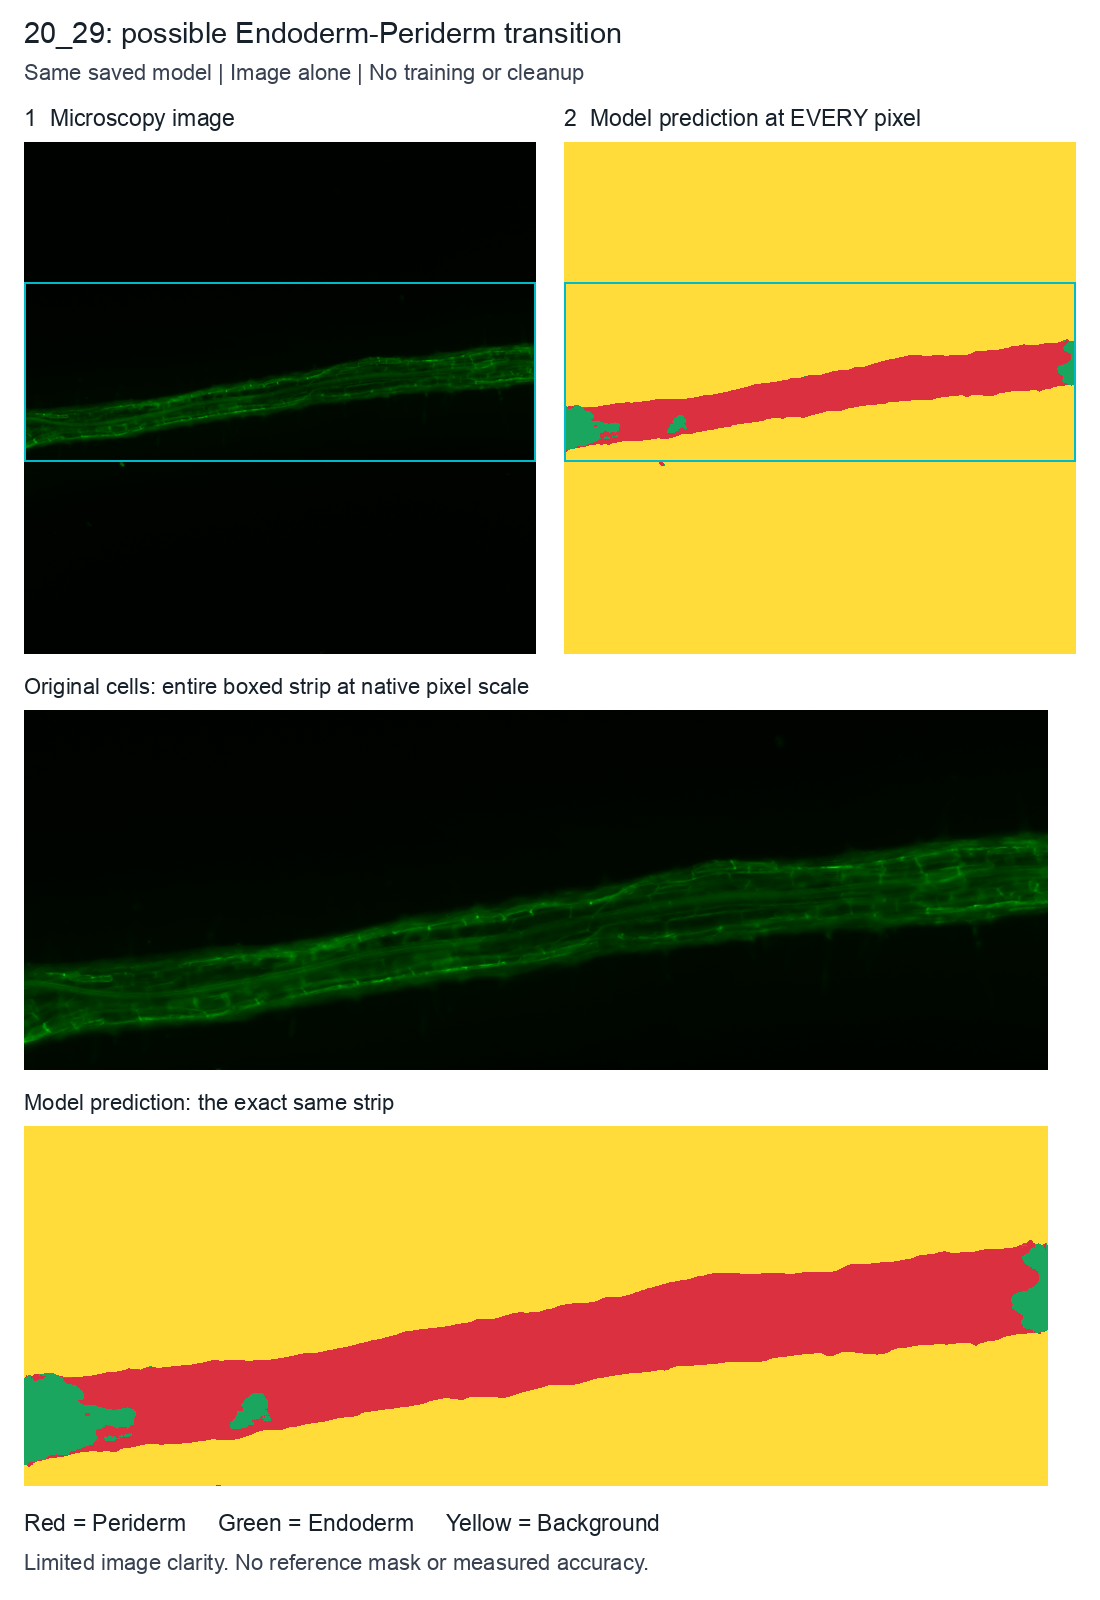 20_29: possible Endoderm-Periderm transition
Same saved model | Image alone | No training or cleanup
1 Microscopy image
2 Model prediction at EVERY pixel
Original cells: entire boxed strip at native pixel scale
Model prediction: the exact same strip
Red = Periderm Green = Endoderm Yellow = Background
Limited image clarity. No reference mask or measured accuracy.